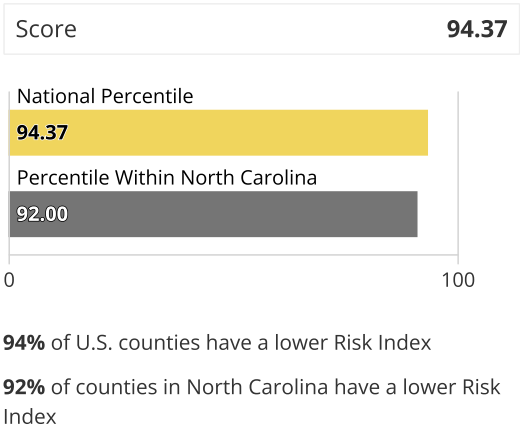 Score 94.37
National Percentile
94.37
Percentile Within North Carolina
92.00
0 100
94% of U.S. counties have a lower Risk Index
92% of counties in North Carolina have a lower Risk
Index